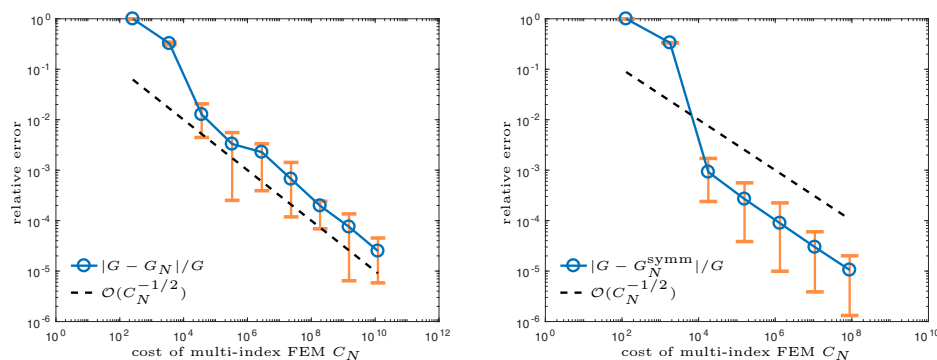 10^0
10^-1
10^-2
10^-3
10^-4
10^-5
10^-6
relative error
|G − G_N|/G
O(C_N^{-1/2})
10^0 10^2 10^4 10^6 10^8 10^10 10^12
cost of multi-index FEM C_N
10^0
10^-1
10^-2
10^-3
10^-4
10^-5
10^-6
relative error
|G − G_N^{symm}|/G
O(C_N^{-1/2})
10^0 10^2 10^4 10^6 10^8 10^10
cost of multi-index FEM C_N